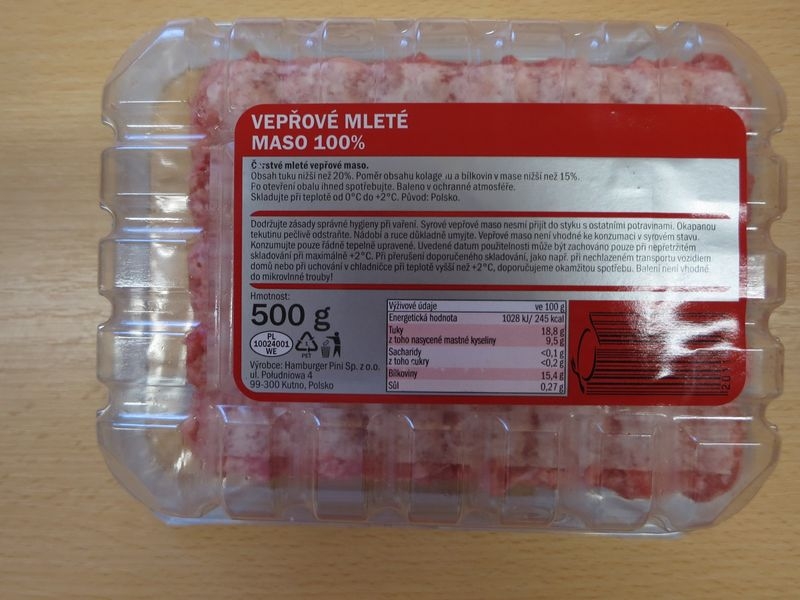 VEPŘOVÉ MLETÉ
MASO 100%
Čerstvé mleté vepřové maso.
Obsah tuku nižší než 20%. Poměr obsahu kolagenu a bílkovin v mase nižší než 15%.
Po otevření obalu ihned spotřebujte. Baleno v ochranné atmosféře.
Skladujte při teplotě od 0°C do +2°C. Původ: Polsko.
Dodržujte zásady správné hygieny při vaření. Syrové vepřové maso nesmí přijít do styku s ostatními potravinami. Okapanou
tekutinu pečlivě odstraňte. Nádobí a ruce důkladně umyjte. Vepřové maso není vhodné ke konzumaci v syrovém stavu.
Konzumujte pouze řádně tepelně upravené. Uvedené datum použitelnosti může být zachováno pouze při nepřetržitém
skladování při maximálně +2°C. Při přerušení doporučeného skladování, jako např. při nechlazeném transportu vozidlem
domů nebo při uchování v chladničce při teplotě vyšší než +2°C, doporučujeme okamžitou spotřebu. Balení není vhodné
do mikrovlnné trouby!
Hmotnost:
500 g
PL
10024001
WE
1
PET
Výrobce: Hamburger Pini Sp. z o.o.
ul. Południowa 4
99-300 Kutno, Polsko
Výživové údaje ve 100 g
Energetická hodnota 1028 kJ/ 245 kcal
Tuky 18,8 g
z toho nasycené mastné kyseliny 9,5 g
Sacharidy <0,1 g
z toho cukry <0,2 g
Bílkoviny 15,4 g
Sůl 0,27 g